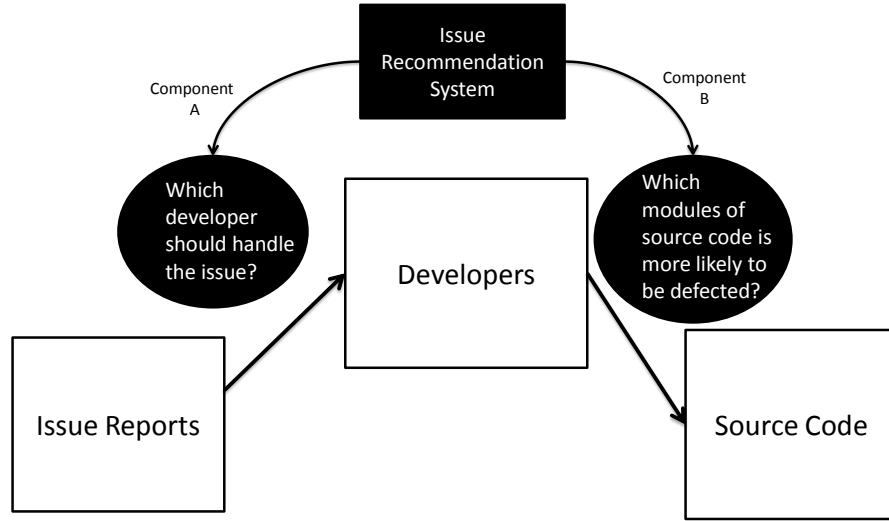 Issue
Recommendation
System
Component
A
Component
B
Which
developer
should handle
the issue?
Which
modules of
source code is
more likely to
be defected?
Developers
Issue Reports
Source Code